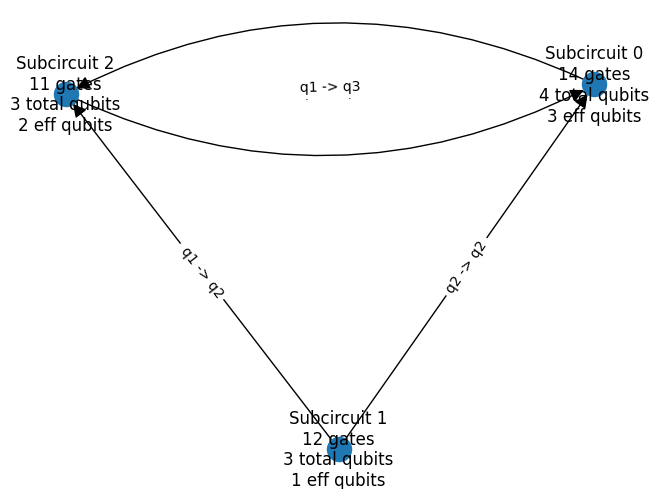 Subcircuit 2
11 gates
3 total qubits
2 eff qubits
Subcircuit 0
14 gates
4 total qubits
3 eff qubits
q1 -> q3
q1 -> q2
q2 -> q2
Subcircuit 1
12 gates
3 total qubits
1 eff qubits